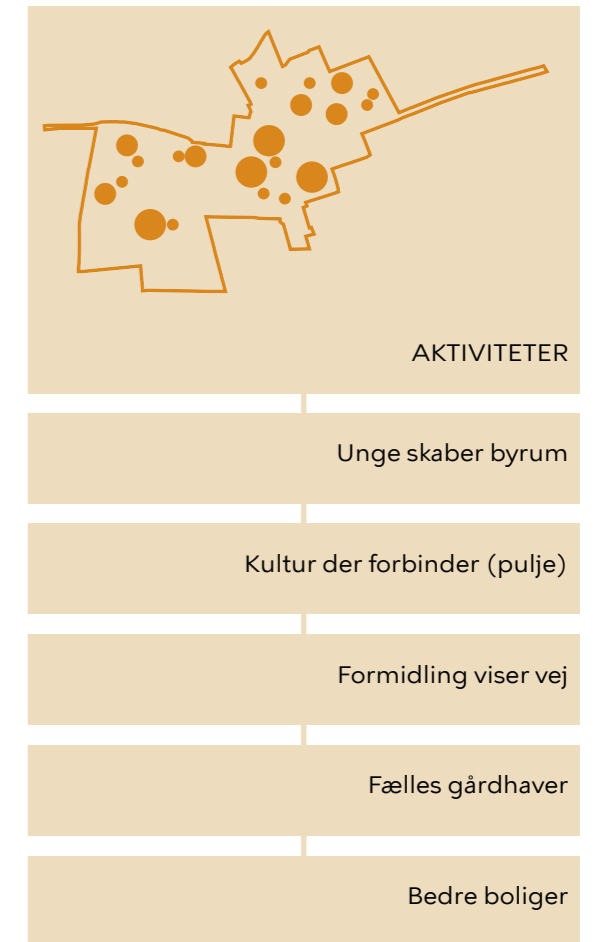 AKTIVITETER
Unge skaber byrum
Kultur der forbinder (pulje)
Formidling viser vej
Fælles gårdhaver
Bedre boliger